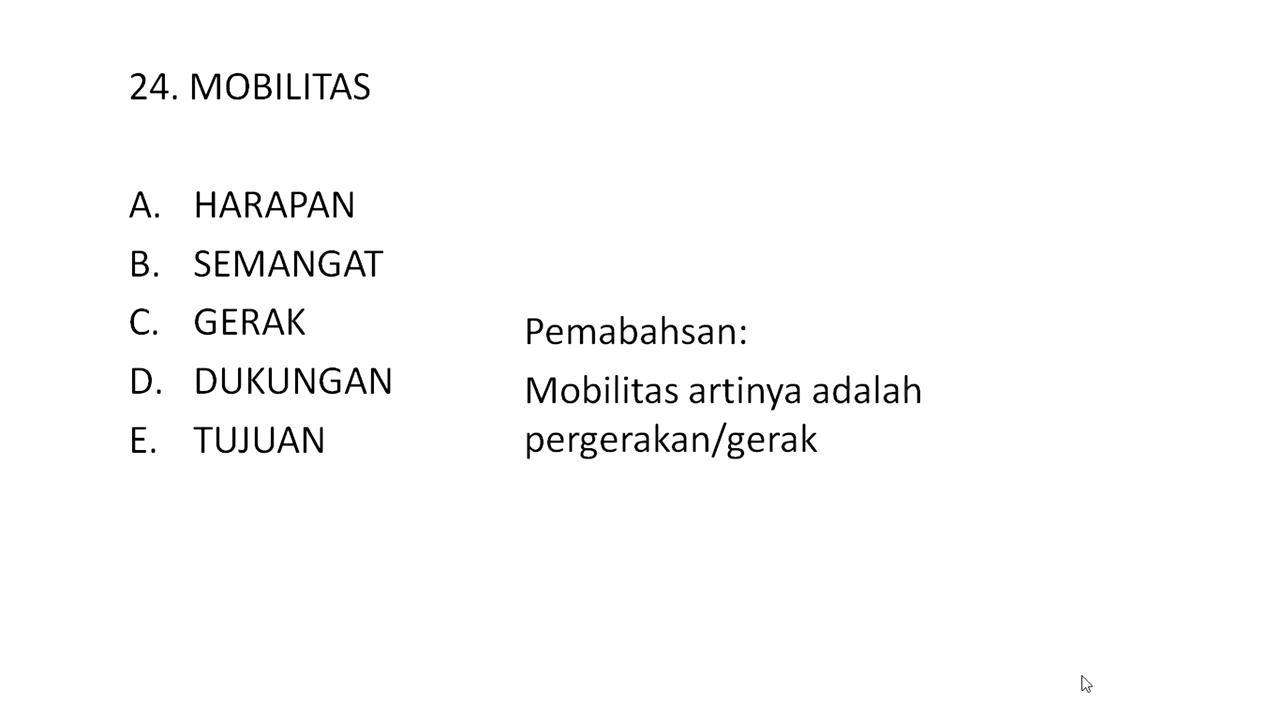 24. MOBILITAS
A. HARAPAN
B. SEMANGAT
C. GERAK
D. DUKUNGAN
E. TUJUAN
Pemabahsan:
Mobilitas artinya adalah
pergerakan/gerak